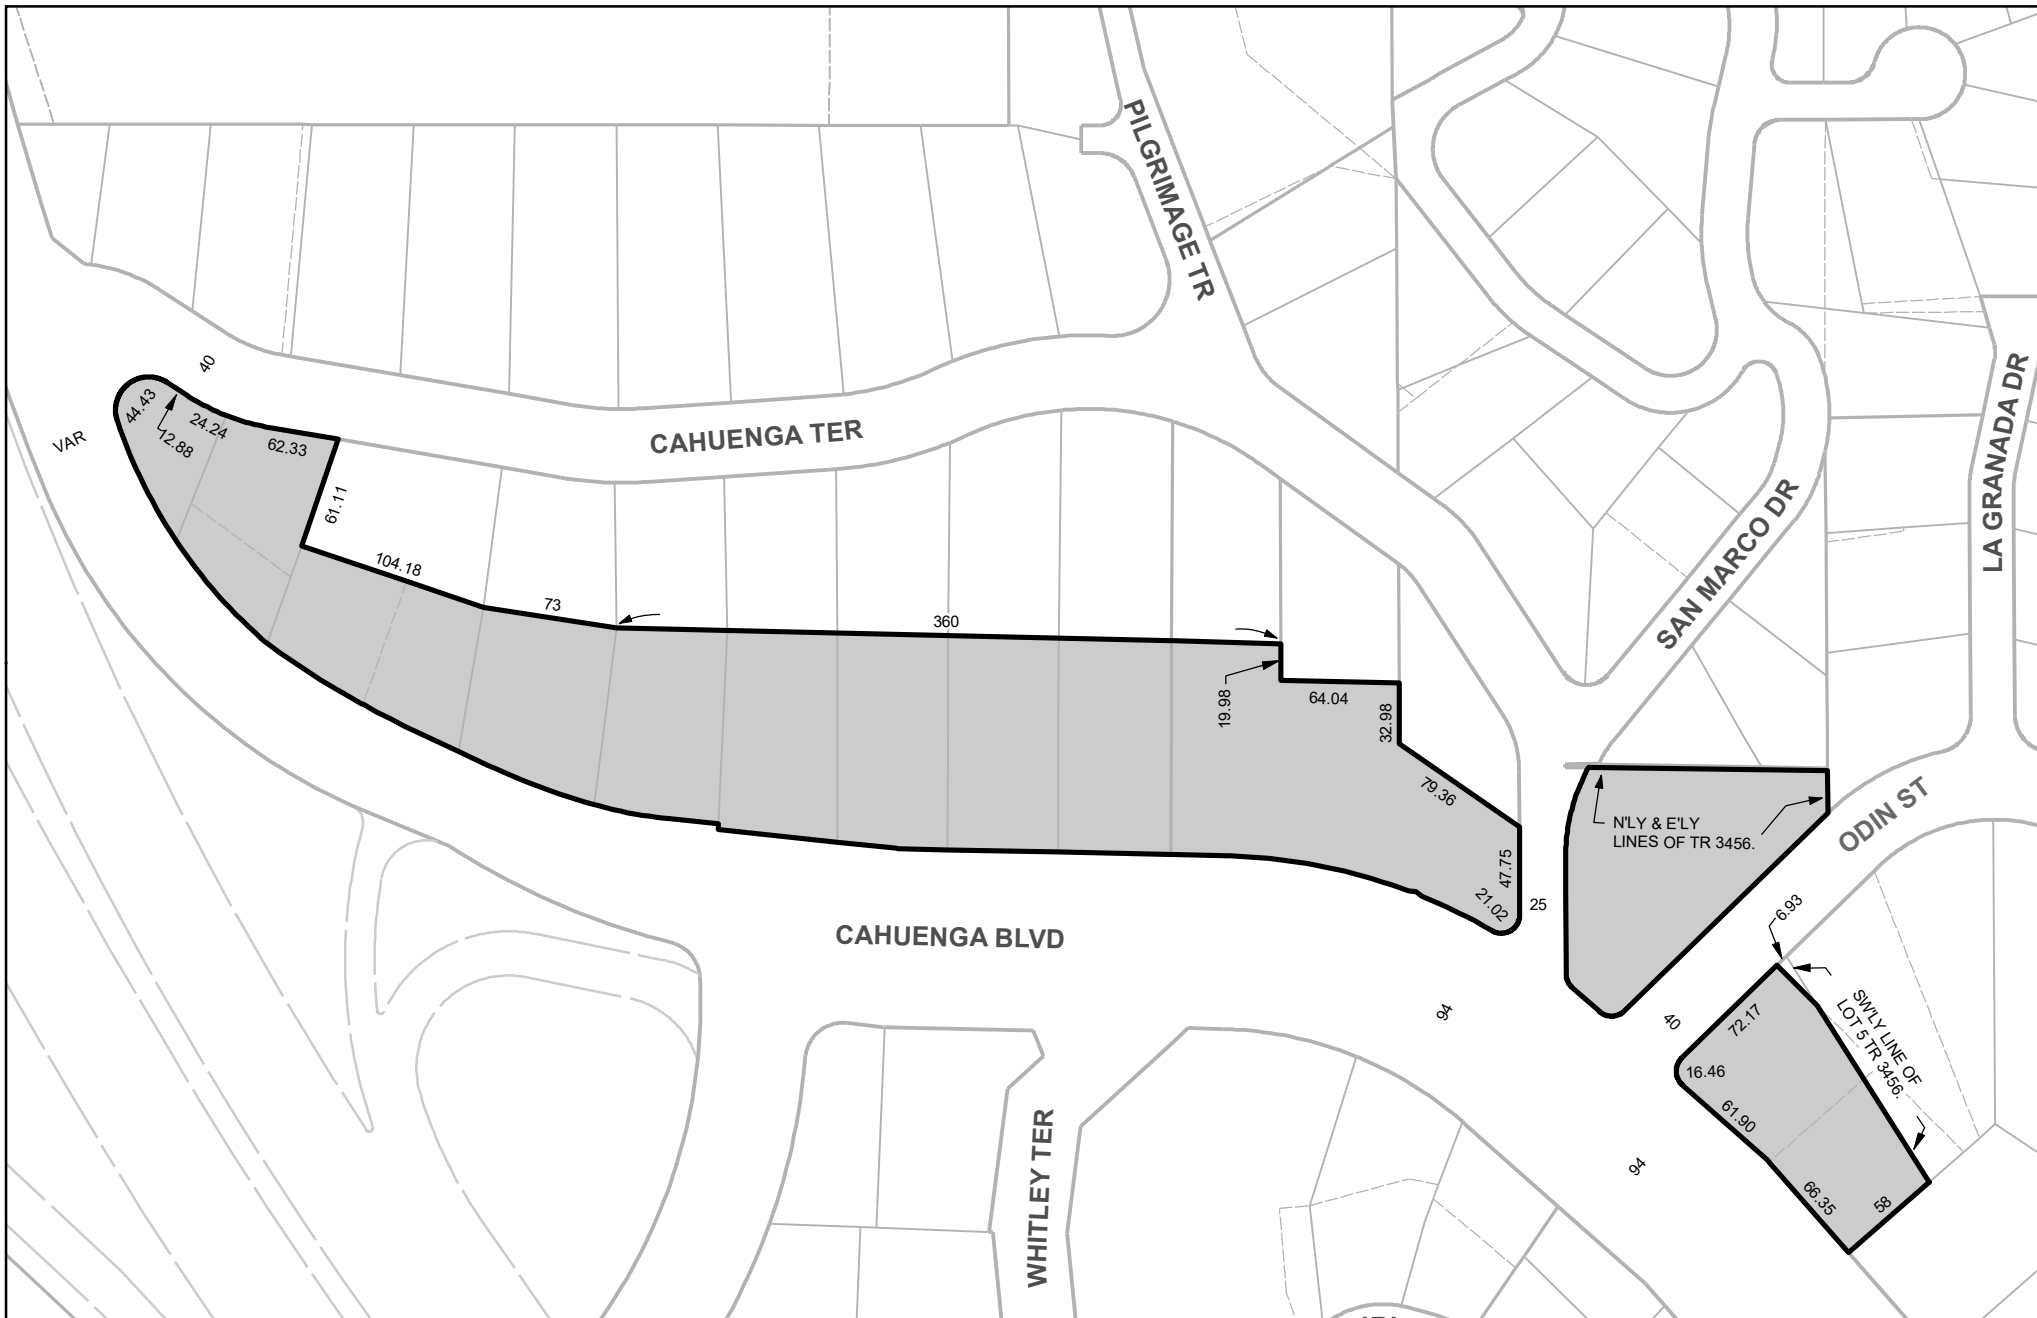 PILGRIMAGE TR
40
VAR
44.43
12.88
24.24
62.33
61.11
104.18
73
360
CAHUENGA TER
19.98
64.04
32.98
79.36
47.75
21.02
25
SAN MARCO DR
LA GRANADA DR
ODIN ST
N'LY & E'LY
LINES OF TR 3456.
6.93
SW'LY LINE OF
LOT 5 TR 3456.
72.17
40
16.46
61.90
66.35
58
CAHUENGA BLVD
94
94
WHITLEY TER